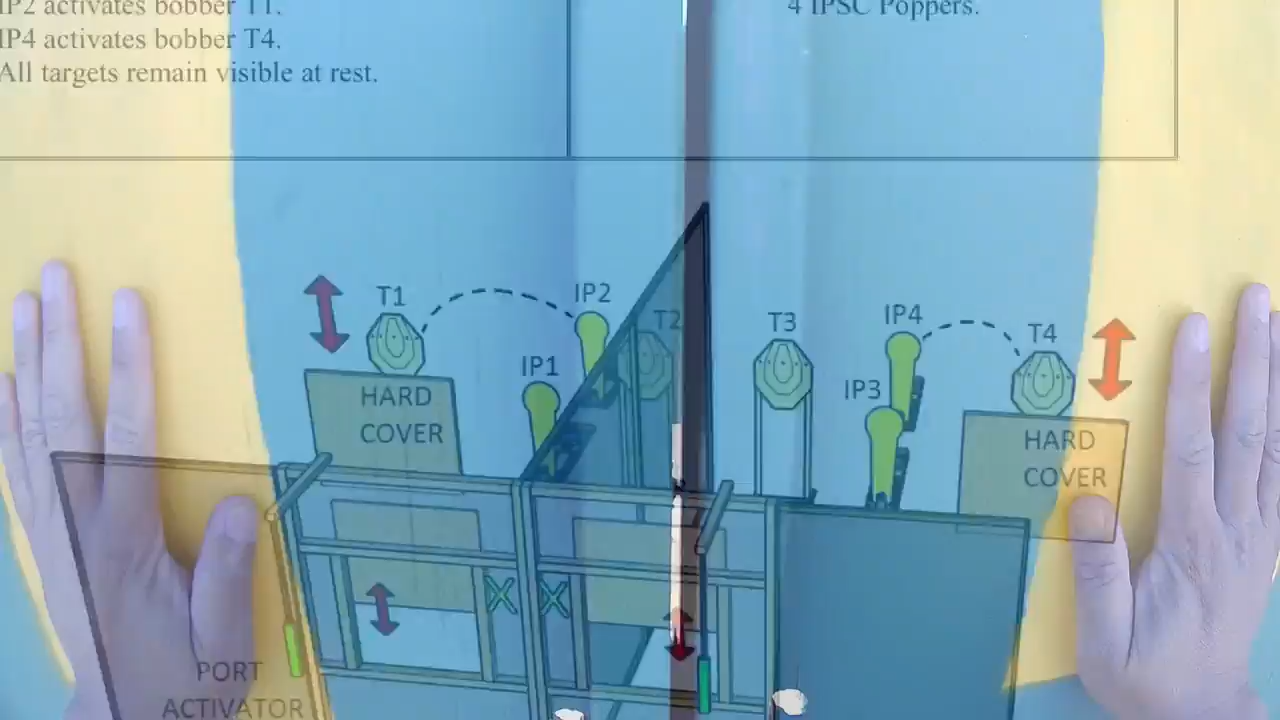 IP2 activates bobber T1.
IP4 activates bobber T4.
All targets remain visible at rest.
4 IPSC Poppers.
T1
IP2
T2
T3
IP4
T4
IP1
IP3
HARD
COVER
HARD
COVER
X X
PORT
ACTIVATOR